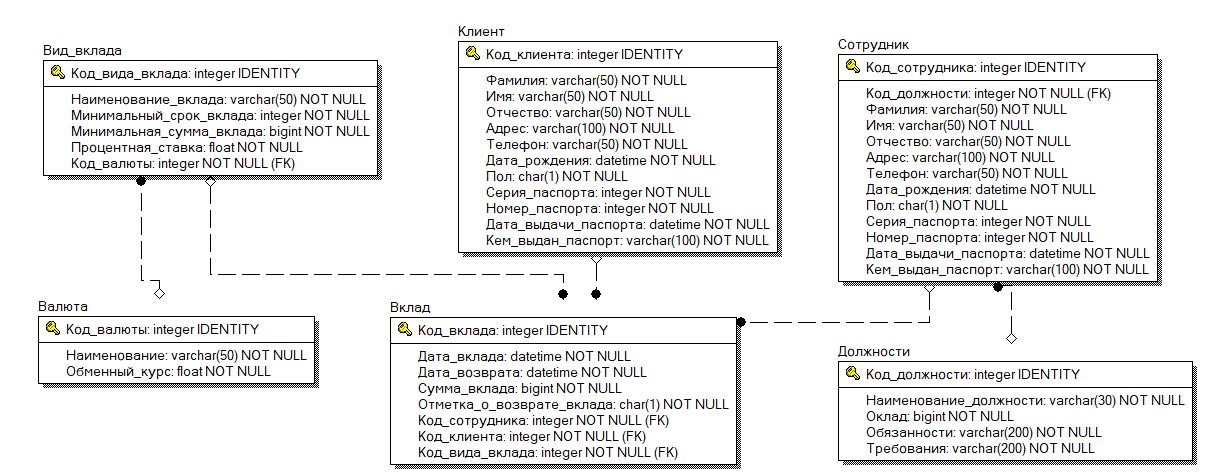 Вид_вклада
Код_вида_вклада: integer IDENTITY
Наименование_вклада: varchar(50) NOT NULL
Минимальный_срок_вклада: integer NOT NULL
Минимальная_сумма_вклада: bigint NOT NULL
Процентная_ставка: float NOT NULL
Код_валюты: integer NOT NULL (FK)
Клиент
Код_клиента: integer IDENTITY
Фамилия: varchar(50) NOT NULL
Имя: varchar(50) NOT NULL
Отчество: varchar(50) NOT NULL
Адрес: varchar(100) NOT NULL
Телефон: varchar(50) NOT NULL
Дата_рождения: datetime NOT NULL
Пол: char(1) NOT NULL
Серия_паспорта: integer NOT NULL
Номер_паспорта: integer NOT NULL
Дата_выдачи_паспорта: datetime NOT NULL
Кем_выдан_паспорт: varchar(100) NOT NULL
Сотрудник
Код_сотрудника: integer IDENTITY
Код_должности: integer NOT NULL (FK)
Фамилия: varchar(50) NOT NULL
Имя: varchar(50) NOT NULL
Отчество: varchar(50) NOT NULL
Адрес: varchar(100) NOT NULL
Телефон: varchar(50) NOT NULL
Дата_рождения: datetime NOT NULL
Пол: char(1) NOT NULL
Серия_паспорта: integer NOT NULL
Номер_паспорта: integer NOT NULL
Дата_выдачи_паспорта: datetime NOT NULL
Кем_выдан_паспорт: varchar(100) NOT NULL
Валюта
Код_валюты: integer IDENTITY
Наименование: varchar(50) NOT NULL
Обменный_курс: float NOT NULL
Вклад
Код_вклада: integer IDENTITY
Дата_вклада: datetime NOT NULL
Дата_возврата: datetime NOT NULL
Сумма_вклада: bigint NOT NULL
Отметка_о_возврате_вклада: char(1) NOT NULL
Код_сотрудника: integer NOT NULL (FK)
Код_клиента: integer NOT NULL (FK)
Код_вида_вклада: integer NOT NULL (FK)
Должности
Код_должности: integer IDENTITY
Наименование_должности: varchar(30) NOT NULL
Оклад: bigint NOT NULL
Обязанности: varchar(200) NOT NULL
Требования: varchar(200) NOT NULL